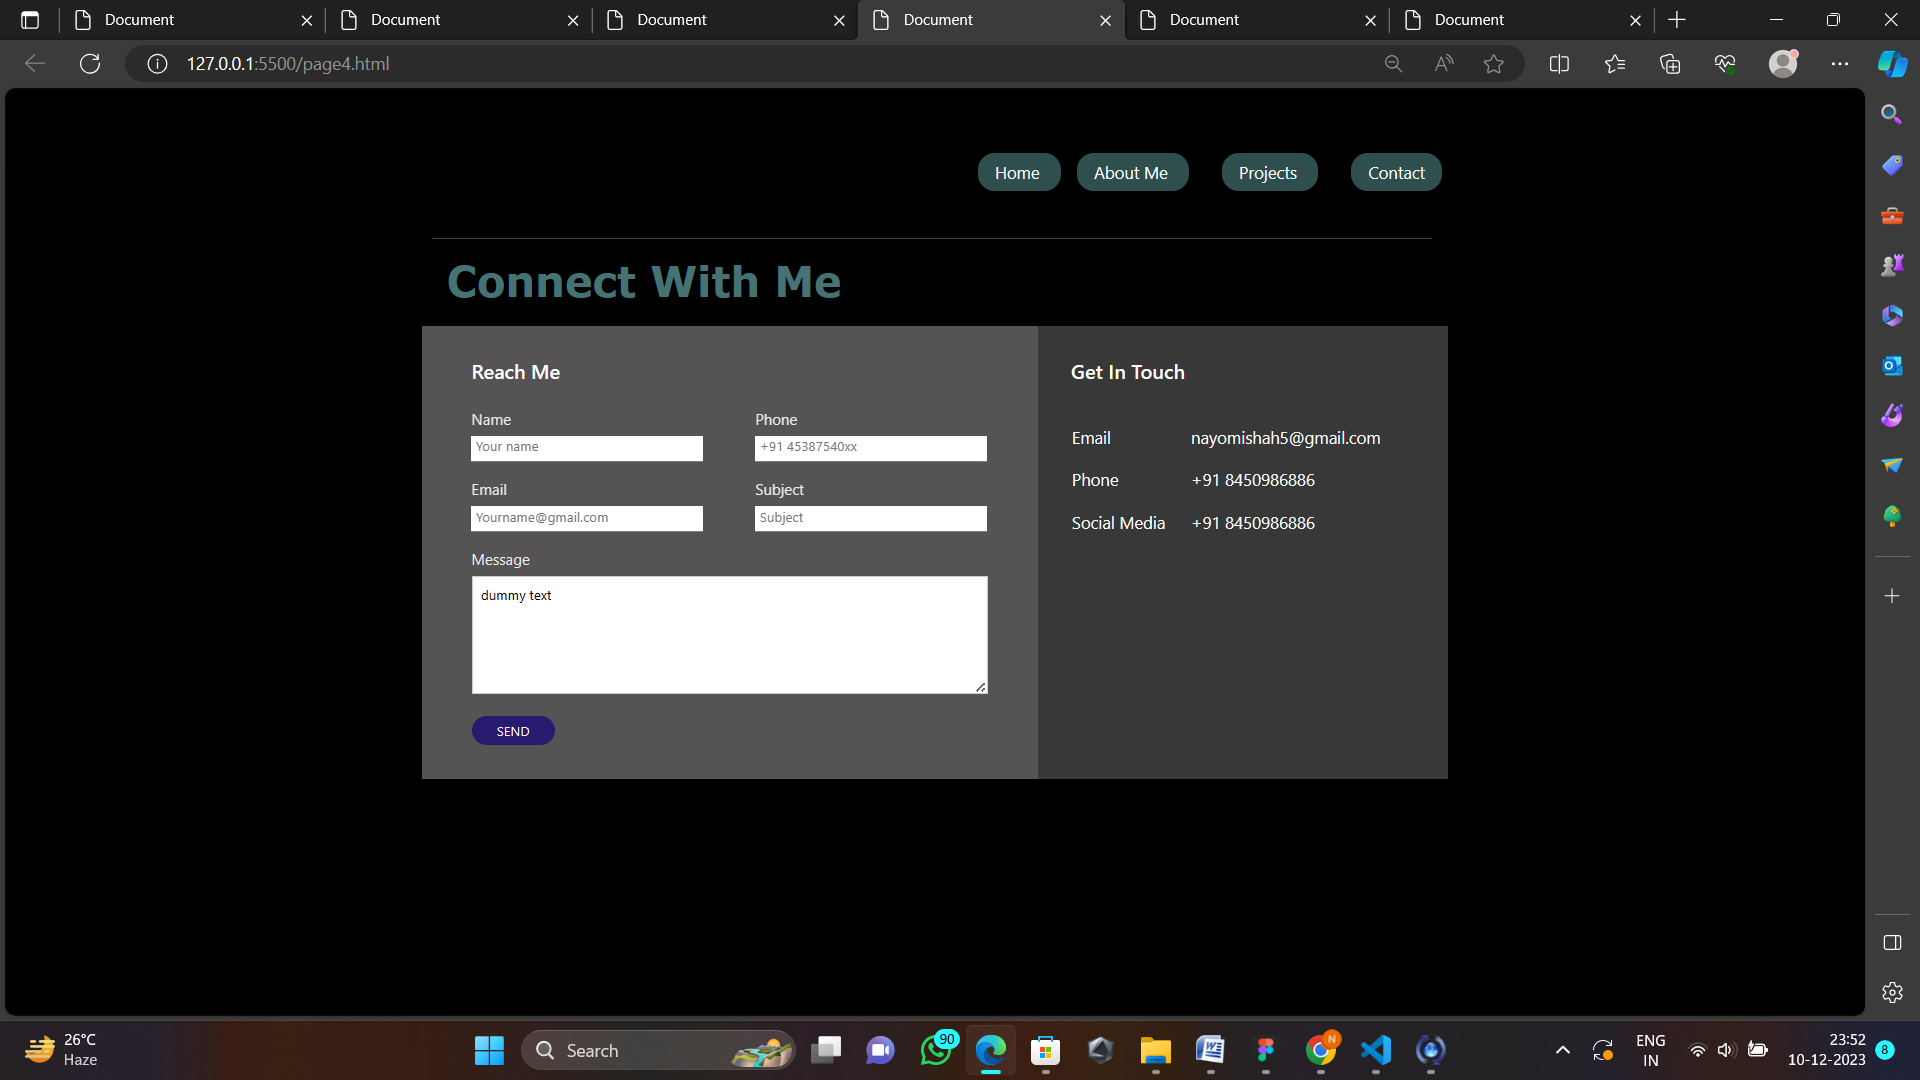 Document Document Document Document Document Document
127.0.0.1:5500/page4.html
Home About Me Projects Contact
Connect With Me
Reach Me
Get In Touch
Name Phone
Your name +91 45387540xx
Email nayomishah5@gmail.com
Phone +91 8450986886
Social Media +91 8450986886
Email Subject
Yourname@gmail.com Subject
Message
dummy text
SEND
26°C
Haze
Search
90
N
ENG
IN
23:52
10-12-2023
8